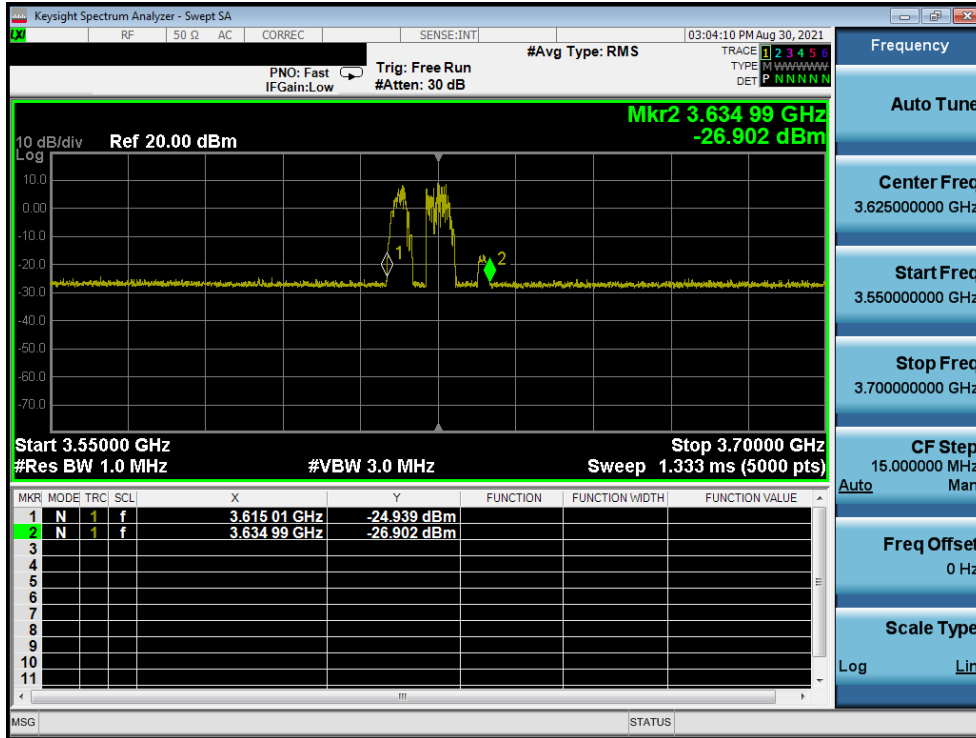 Keysight Spectrum Analyzer - Swept SA
LXI RF 50 Ω AC CORREC SENSE:INT 03:04:10 PM Aug 30, 2021
#Avg Type: RMS TRACE 1 2 3 4 5 6
PNO: Fast Trig: Free Run TYPE M WWWWW
IFGain:Low #Atten: 30 dB DET P N N N N N
Mkr2 3.634 99 GHz
-26.902 dBm
10 dB/div Ref 20.00 dBm
Log
10.0
0.00
-10.0
1
-20.0
2
-30.0
-40.0
-50.0
-60.0
-70.0
Start 3.55000 GHz Stop 3.70000 GHz
#Res BW 1.0 MHz #VBW 3.0 MHz Sweep 1.333 ms (5000 pts)
MKR MODE TRC SCL X Y FUNCTION FUNCTION WIDTH FUNCTION VALUE
1 N 1 f 3.615 01 GHz -24.939 dBm
2 N 1 f 3.634 99 GHz -26.902 dBm
3
4
5
6
7
8
9
10
11
MSG STATUS
Frequency
Auto Tune
Center Freq
3.625000000 GHz
Start Freq
3.550000000 GHz
Stop Freq
3.700000000 GHz
CF Step
15.000000 MHz
Auto Man
Freq Offset
0 Hz
Scale Type
Log Lin